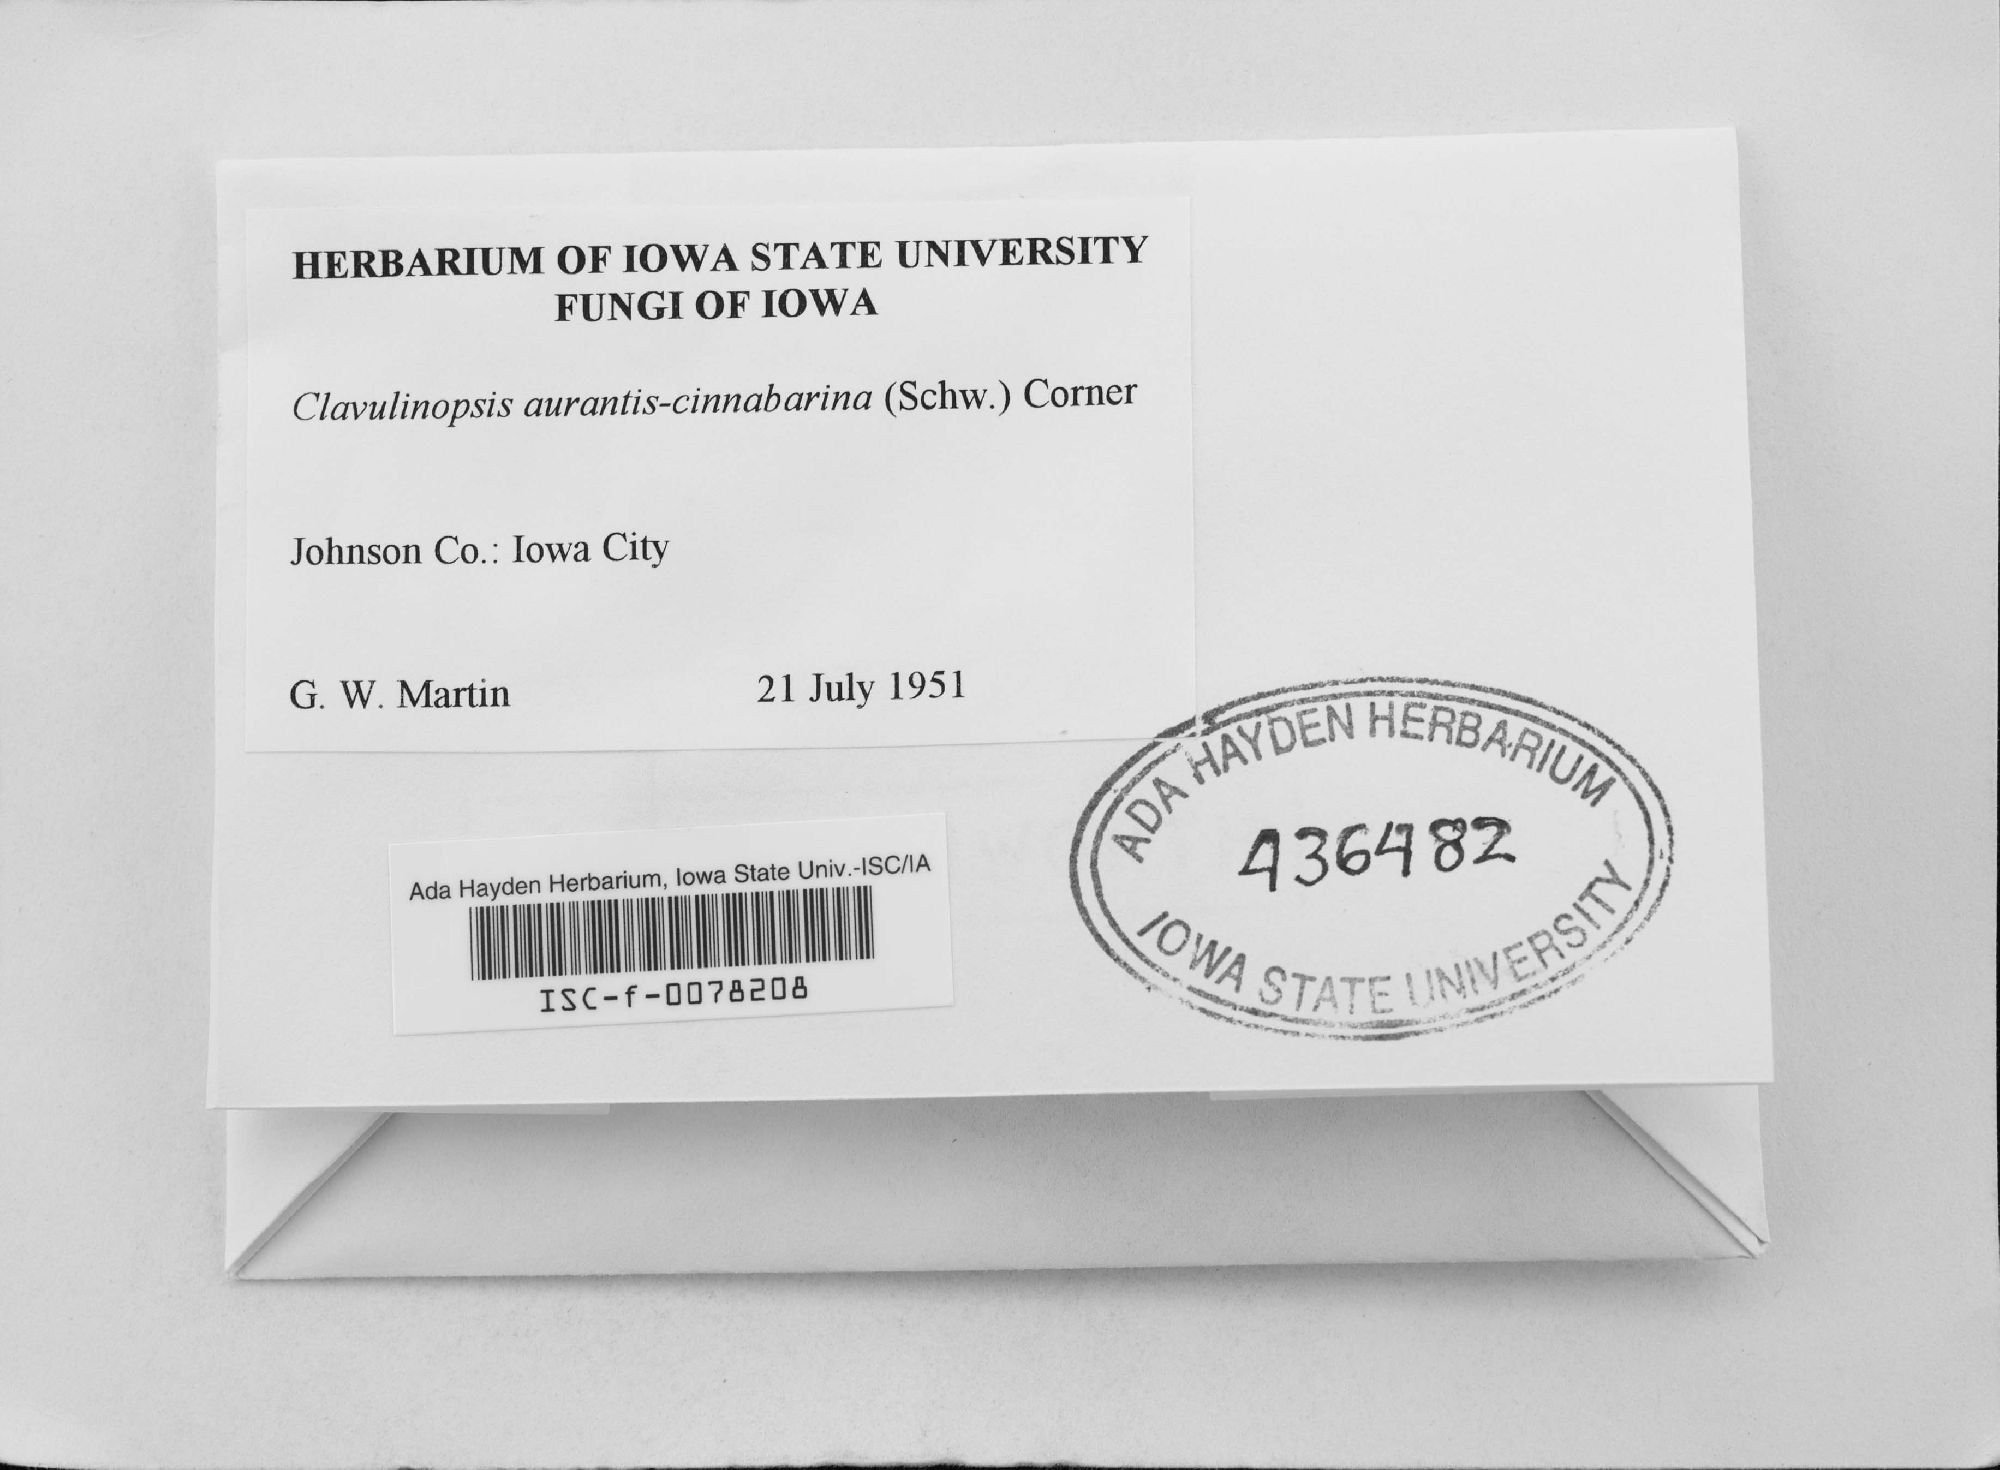 HERBARIUM OF IOWA STATE UNIVERSITY
FUNGI OF IOWA
Clavulinopsis aurantis-cinnabarina (Schw.) Corner
Johnson Co.: Iowa City
G. W. Martin 21 July 1951
Ada Hayden Herbarium, Iowa State Univ.-ISC/IA
ISC-f-0078208
ADA HAYDEN HERBARIUM
436482
IOWA STATE UNIVERSITY